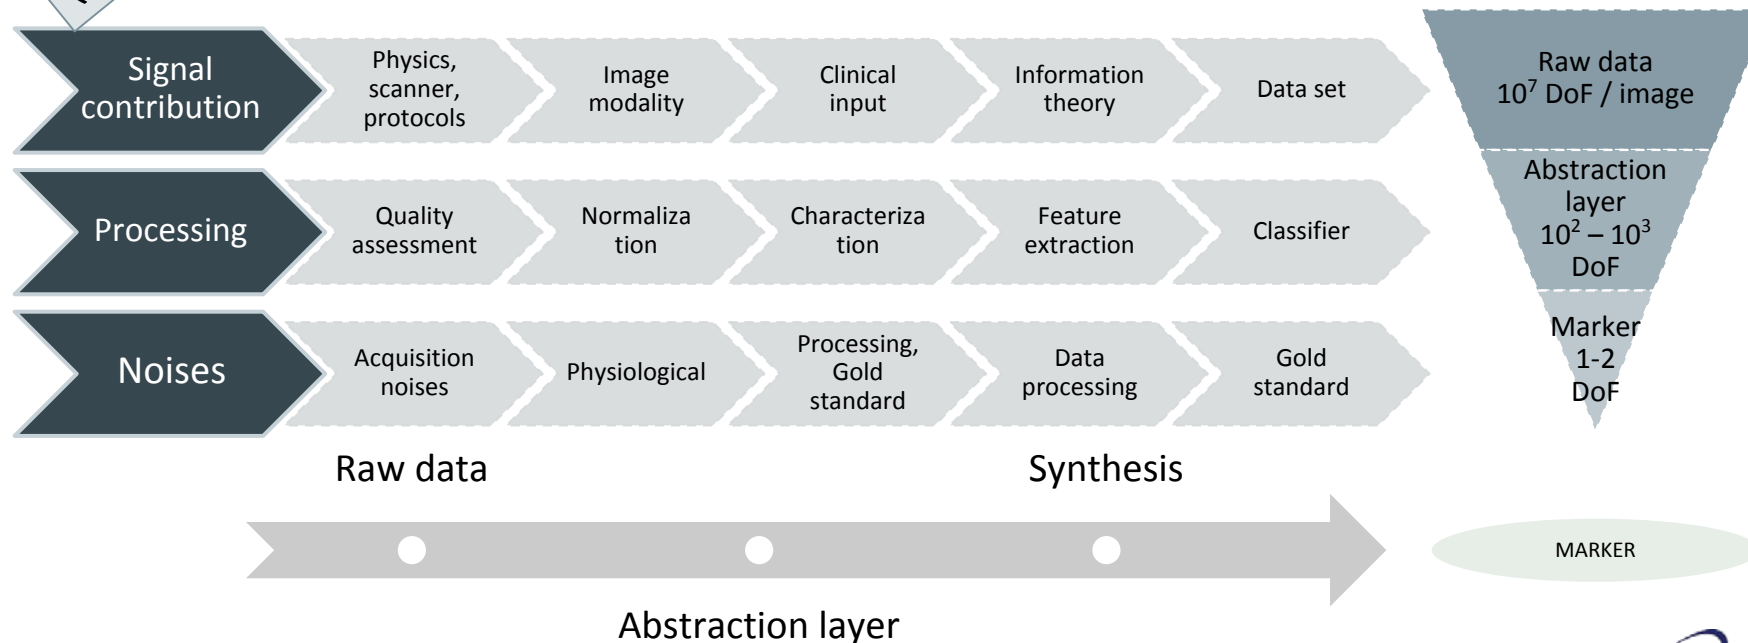 Signal
contribution
Physics,
scanner,
protocols
Image
modality
Clinical
input
Information
theory
Data set
Raw data
10⁷ DoF / image
Processing
Quality
assessment
Normaliza
tion
Characteriza
tion
Feature
extraction
Classifier
Abstraction
layer
10² – 10³
DoF
Noises
Acquisition
noises
Physiological
Processing,
Gold
standard
Data
processing
Gold
standard
Marker
1-2
DoF
Raw data
Synthesis
MARKER
Abstraction layer